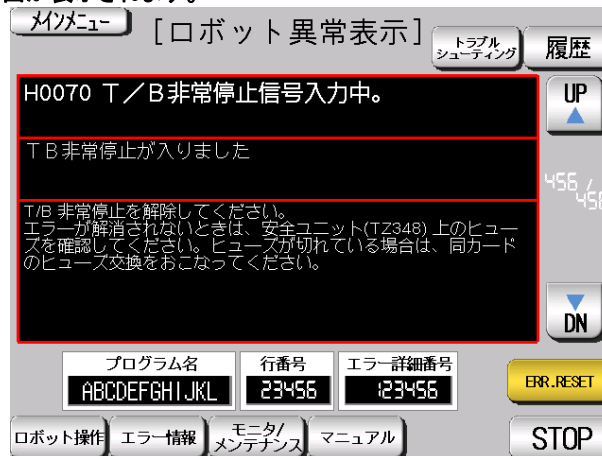 メインメニュー
[ロボット異常表示]
トラブル
シューティング
履歴
H0070 T／B非常停止信号入力中。
UP
TB非常停止が入りました
456 /
456
T/B 非常停止を解除してください。
エラーが解消されないときは、安全ユニット(TZ348) 上のヒュー
ズを確認してください。ヒューズが切れている場合は、同カード
のヒューズ交換をおこなってください。
DN
プログラム名
行番号
エラー詳細番号
ABCDEFGHIJKL
23456
123456
ERR.RESET
ロボット操作
エラー情報
モニタ/
メンテナンス
マニュアル
STOP